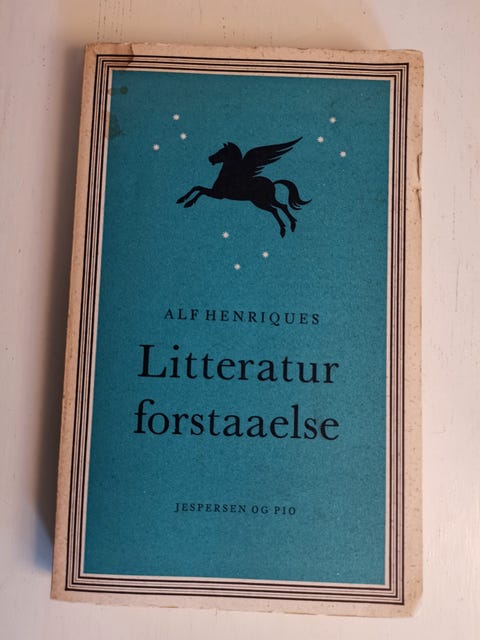 ALF HENRIQUES
Litteratur
forstaaelse
JESPERSEN OG PIO